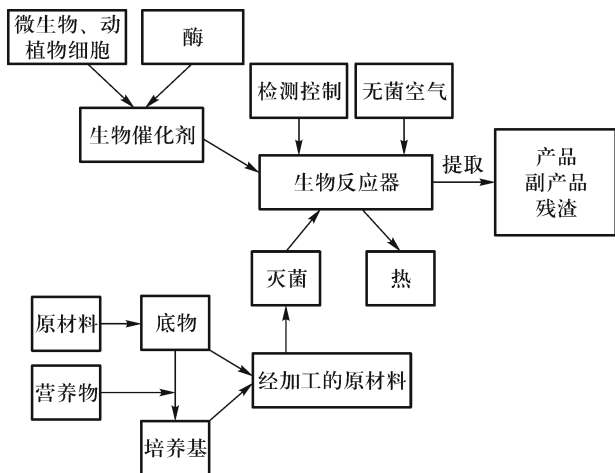 微生物、动
植物细胞
酶
生物催化剂
检测控制
无菌空气
生物反应器
提取
产品
副产品
残渣
灭菌
热
原材料
底物
营养物
经加工的原材料
培养基